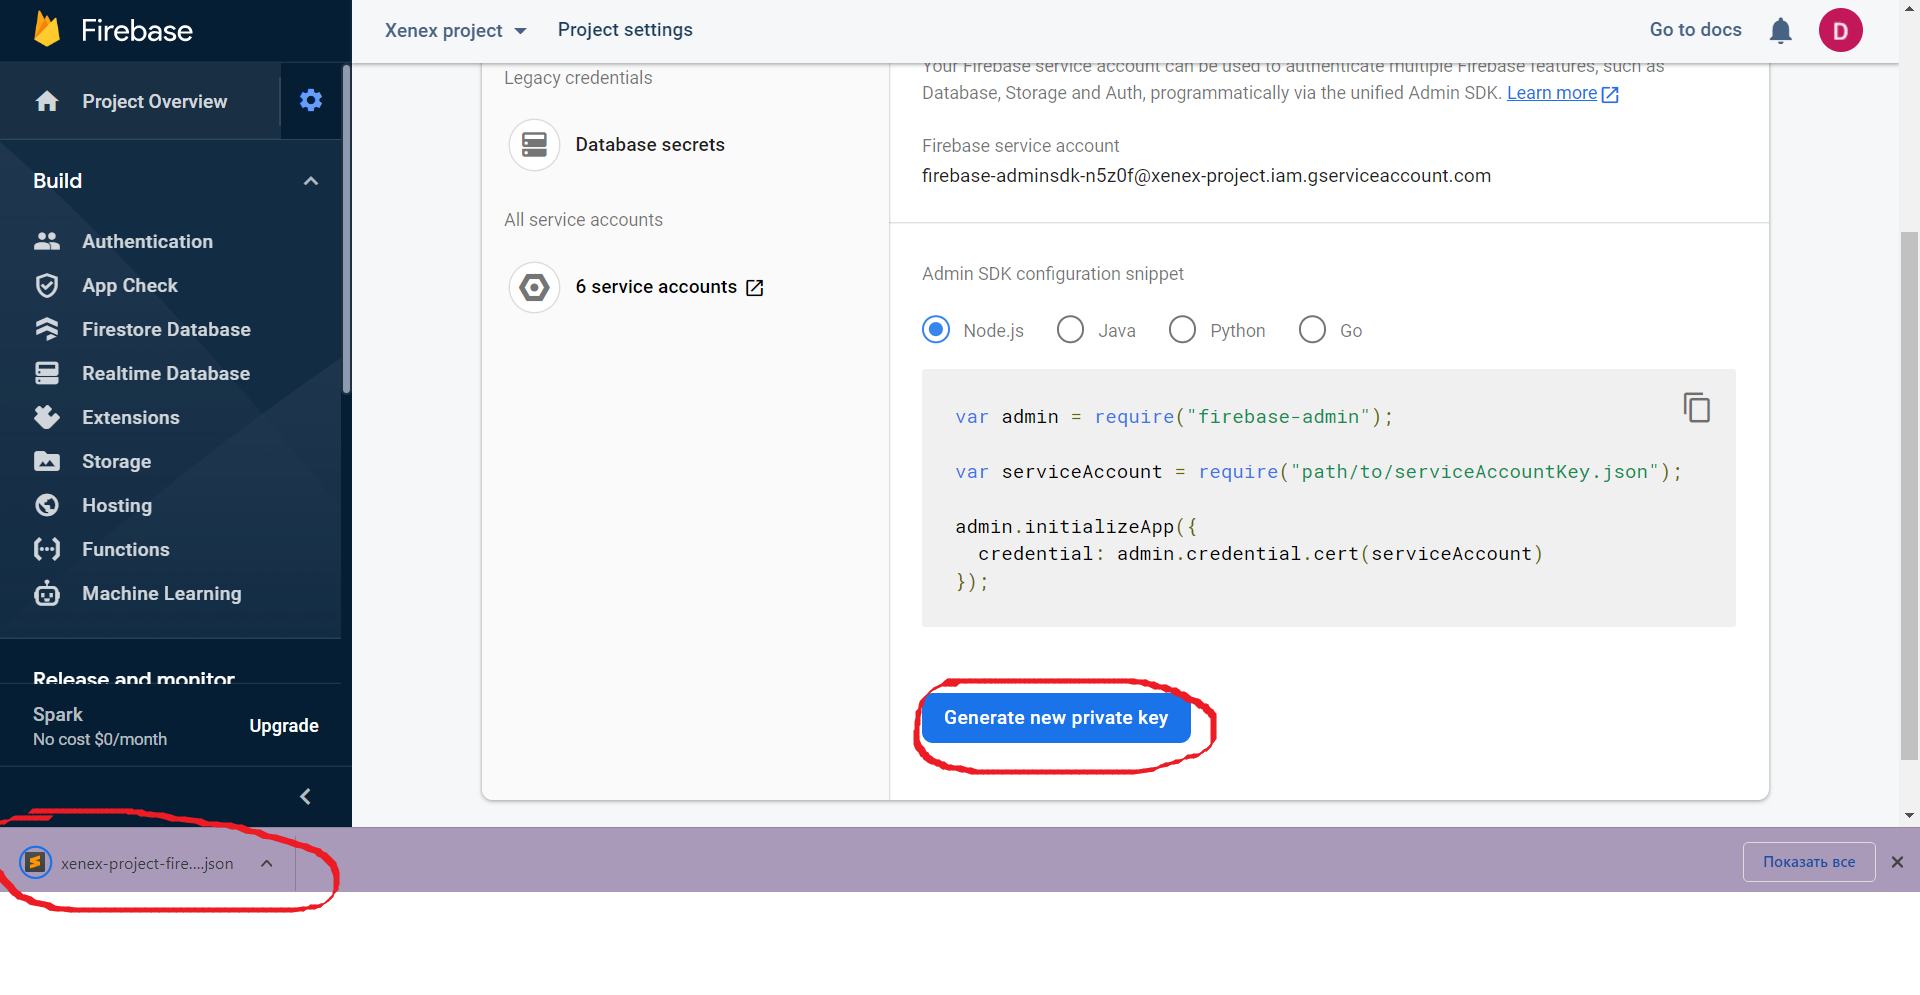 Firebase
Xenex project
Project settings
Go to docs
D
Project Overview
Build
Authentication
App Check
Firestore Database
Realtime Database
Extensions
Storage
Hosting
Functions
Machine Learning
Release and monitor
Spark
No cost $0/month
Upgrade
Legacy credentials
Database secrets
All service accounts
6 service accounts
Your Firebase service account can be used to authenticate multiple Firebase features, such as
Database, Storage and Auth, programmatically via the unified Admin SDK. Learn more
Firebase service account
firebase-adminsdk-n5z0f@xenex-project.iam.gserviceaccount.com
Admin SDK configuration snippet
Node.js
Java
Python
Go
var admin = require("firebase-admin");
var serviceAccount = require("path/to/serviceAccountKey.json");
admin.initializeApp({
credential: admin.credential.cert(serviceAccount)
});
Generate new private key
xenex-project-fire....json
Показать все